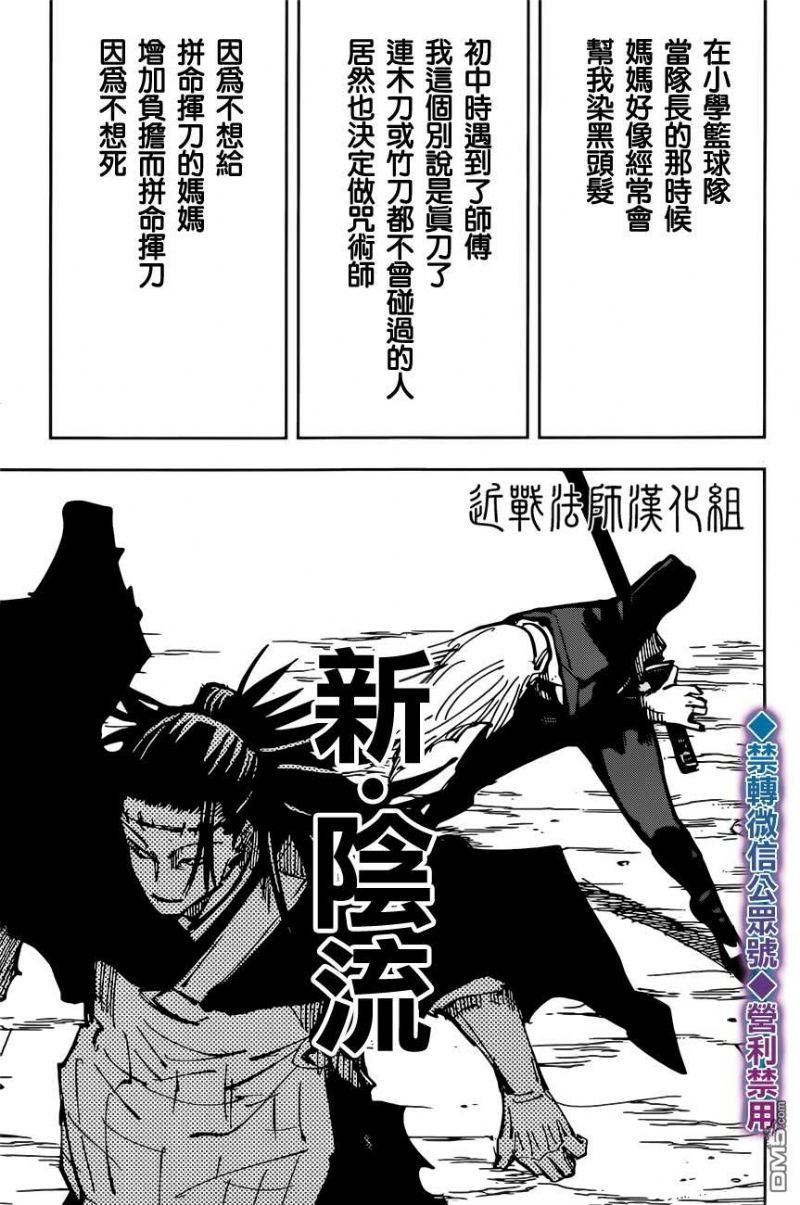 在小學籃球隊
當隊長的那時候
媽媽好像經常會
幫我染黑頭髮
初中時遇到了師傅
我這個別說是眞刀了
連木刀或竹刀都不曾碰過的人
居然也決定做咒術師
因爲不想給
拼命揮刀的媽媽
增加負擔而拼命揮刀
因爲不想死
近戰法師漢化組
新·陰流
◆禁轉微信公眾號◆營利禁用
DM5.com